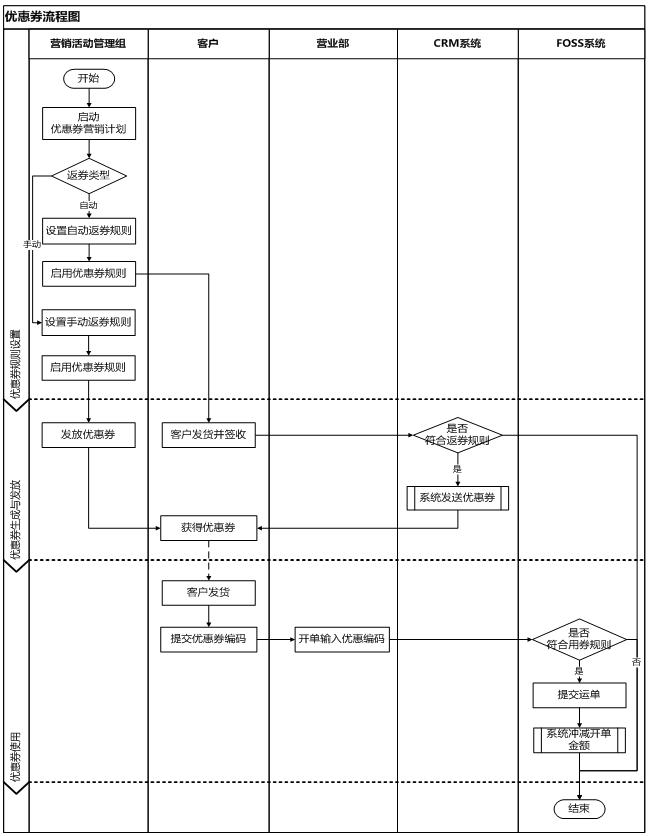 优惠券流程图
营销活动管理组
客户
营业部
CRM系统
FOSS系统
开始
启动
优惠券营销计划
返券类型
自动
手动
设置自动返券规则
启用优惠券规则
设置手动返券规则
启用优惠券规则
优惠券规则设置
发放优惠券
客户发货并签收
是否
符合返券规则
是
系统发送优惠券
获得优惠券
优惠券生成与发放
客户发货
提交优惠券编码
开单输入优惠编码
是否
符合用券规则
否
是
提交运单
系统冲减开单
金额
优惠券使用
结束